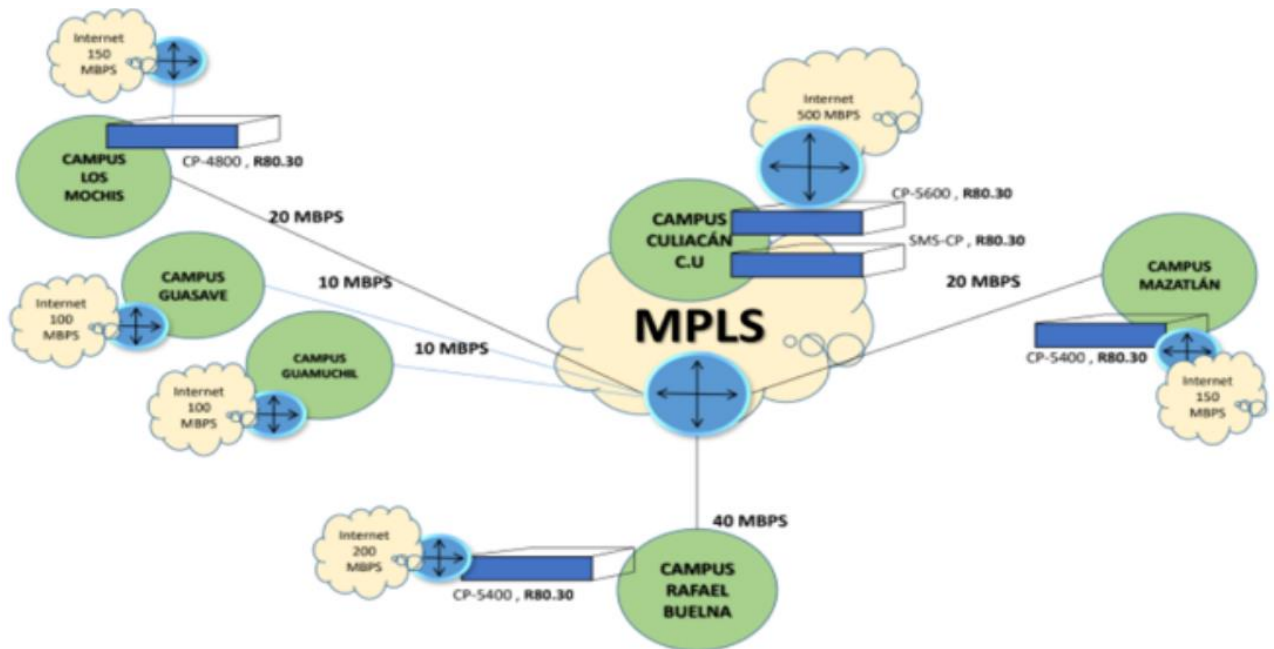 Internet
150
MBPS
CAMPUS
LOS
MOCHIS
CP-4800 , R80.30
20 MBPS
Internet
500 MBPS
CP-5600 , R80.30
CAMPUS
CULIACÁN
C.U
SMS-CP , R80.30
CAMPUS
GUASAVE
Internet
100
MBPS
10 MBPS
CAMPUS
GUAMUCHIL
Internet
100
MBPS
10 MBPS
MPLS
20 MBPS
CAMPUS
MAZATLÁN
CP-5400 , R80.30
Internet
150
MBPS
40 MBPS
Internet
200
MBPS
CP-5400 , R80.30
CAMPUS
RAFAEL
BUELNA